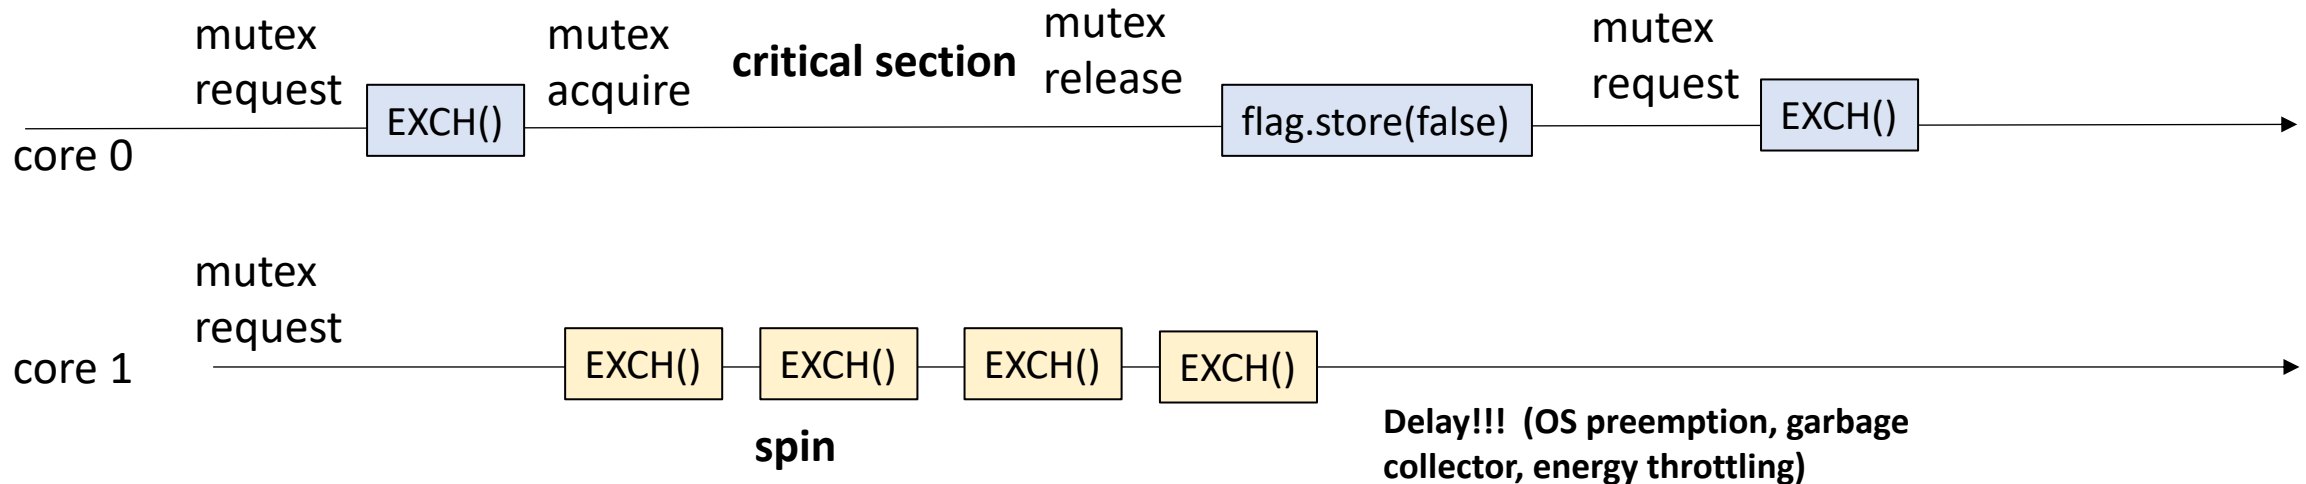 mutex
request
EXCH()
mutex
acquire
critical section
mutex
release
flag.store(false)
mutex
request
EXCH()
core 0
mutex
request
core 1
EXCH()
EXCH()
EXCH()
EXCH()
spin
Delay!!! (OS preemption, garbage
collector, energy throttling)